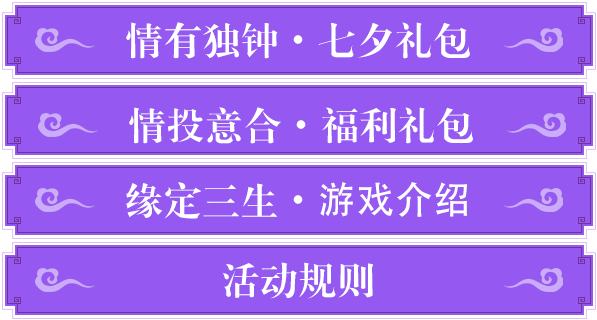 情有独钟·七夕礼包
情投意合·福利礼包
缘定三生·游戏介绍
活动规则